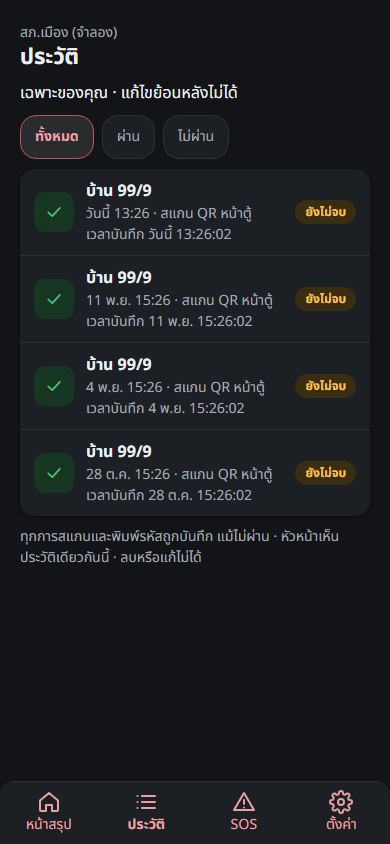 สภ.เมือง (จำลอง)
ประวัติ
เฉพาะของคุณ · แก้ไขย้อนหลังไม่ได้
ทั้งหมด
ผ่าน
ไม่ผ่าน
บ้าน 99/9
วันนี้ 13:26 · สแกน QR หน้าตู้
เวลาบันทึก วันนี้ 13:26:02
ยังไม่จบ
บ้าน 99/9
11 พ.ย. 15:26 · สแกน QR หน้าตู้
เวลาบันทึก 11 พ.ย. 15:26:02
ยังไม่จบ
บ้าน 99/9
4 พ.ย. 15:26 · สแกน QR หน้าตู้
เวลาบันทึก 4 พ.ย. 15:26:02
ยังไม่จบ
บ้าน 99/9
28 ต.ค. 15:26 · สแกน QR หน้าตู้
เวลาบันทึก 28 ต.ค. 15:26:02
ยังไม่จบ
ทุกการสแกนและพิมพ์รหัสถูกบันทึก แม้ไม่ผ่าน · หัวหน้าเห็น
ประวัติเดียวกันนี้ · ลบหรือแก้ไม่ได้
หน้าสรุป
ประวัติ
SOS
ตั้งค่า